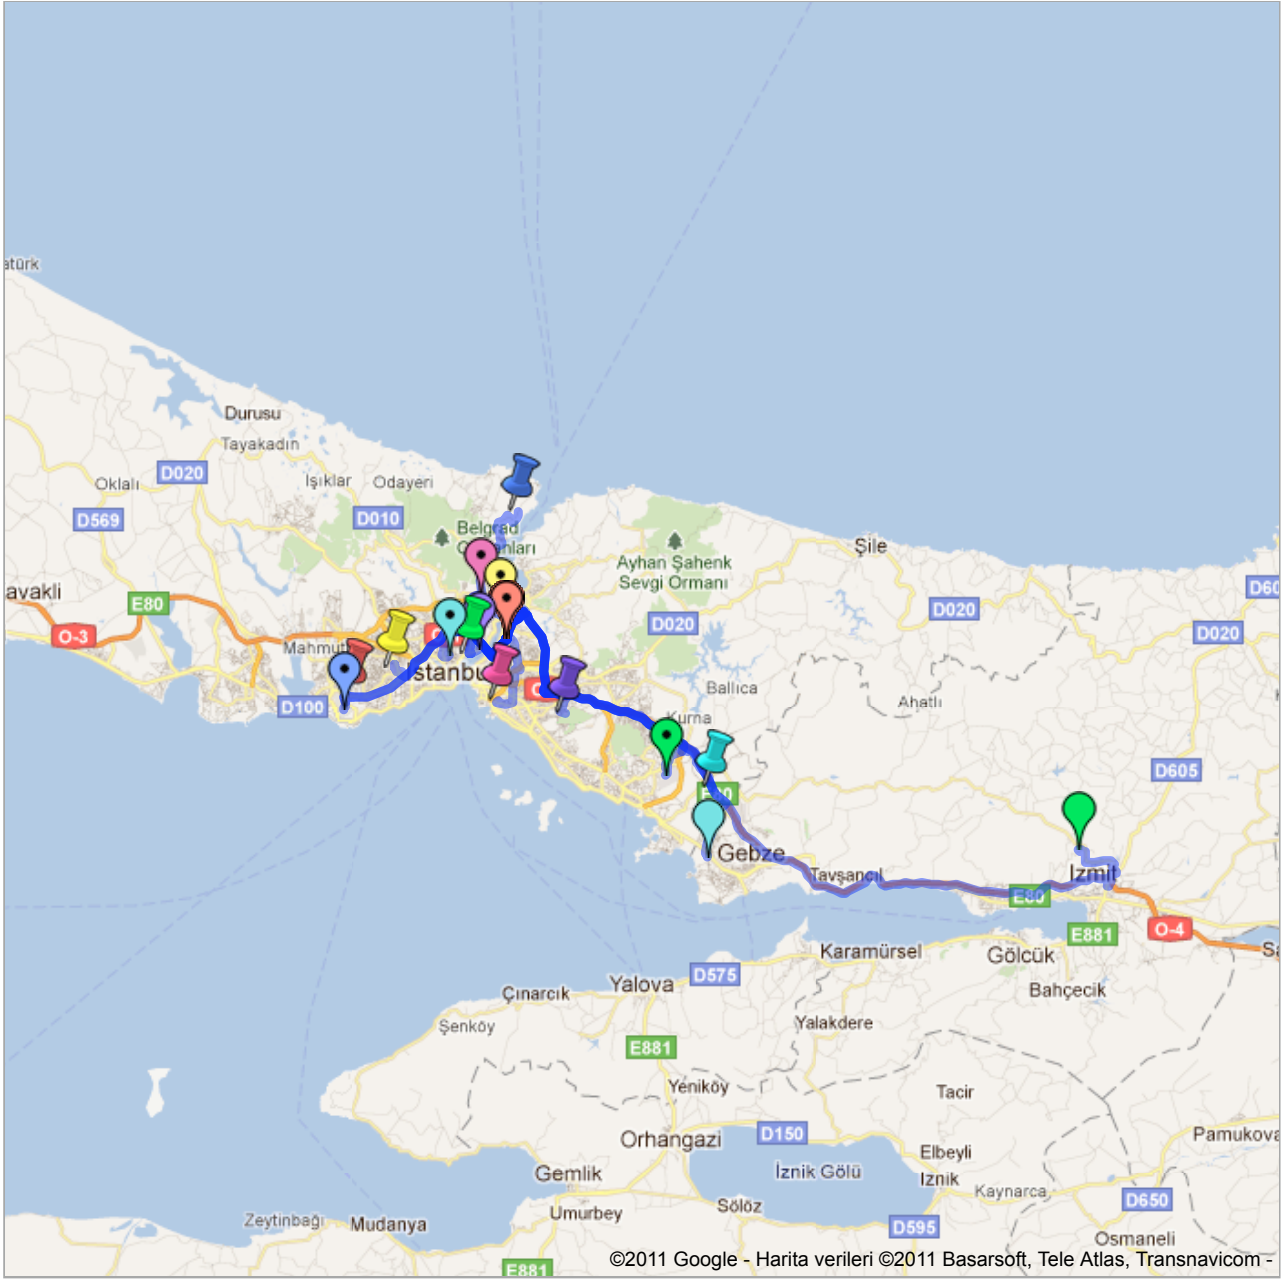 atürk
Durusu
Tayakadın
D020
Işıklar
Odayeri
Oklalı
D569
D010
Belgrad
Ayhan Şahenk
Sevgi Ormanı
Şile
avakli
E80
D020
D020
D020
O-3
Mahmut
Istanbu
D100
Ballıca
Ahatlı
Kurna
D605
Gebze
Tavşancıl
Izmit
E80
E881
O-4
Karamürsel
Gölcük
Bahçecik
D575
Yalova
Çınarcık
Şenköy
Yalakdere
E881
Yeniköy
Tacir
D150
Orhangazi
Pamukova
Elbeyli
İznik Gölü
Iznik
Kaynarca
Gemlik
D650
Sölöz
Umurbey
Zeytinbağı
Mudanya
D595
Osmaneli
E881
©2011 Google - Harita verileri ©2011 Basarsoft, Tele Atlas, Transnavicom -